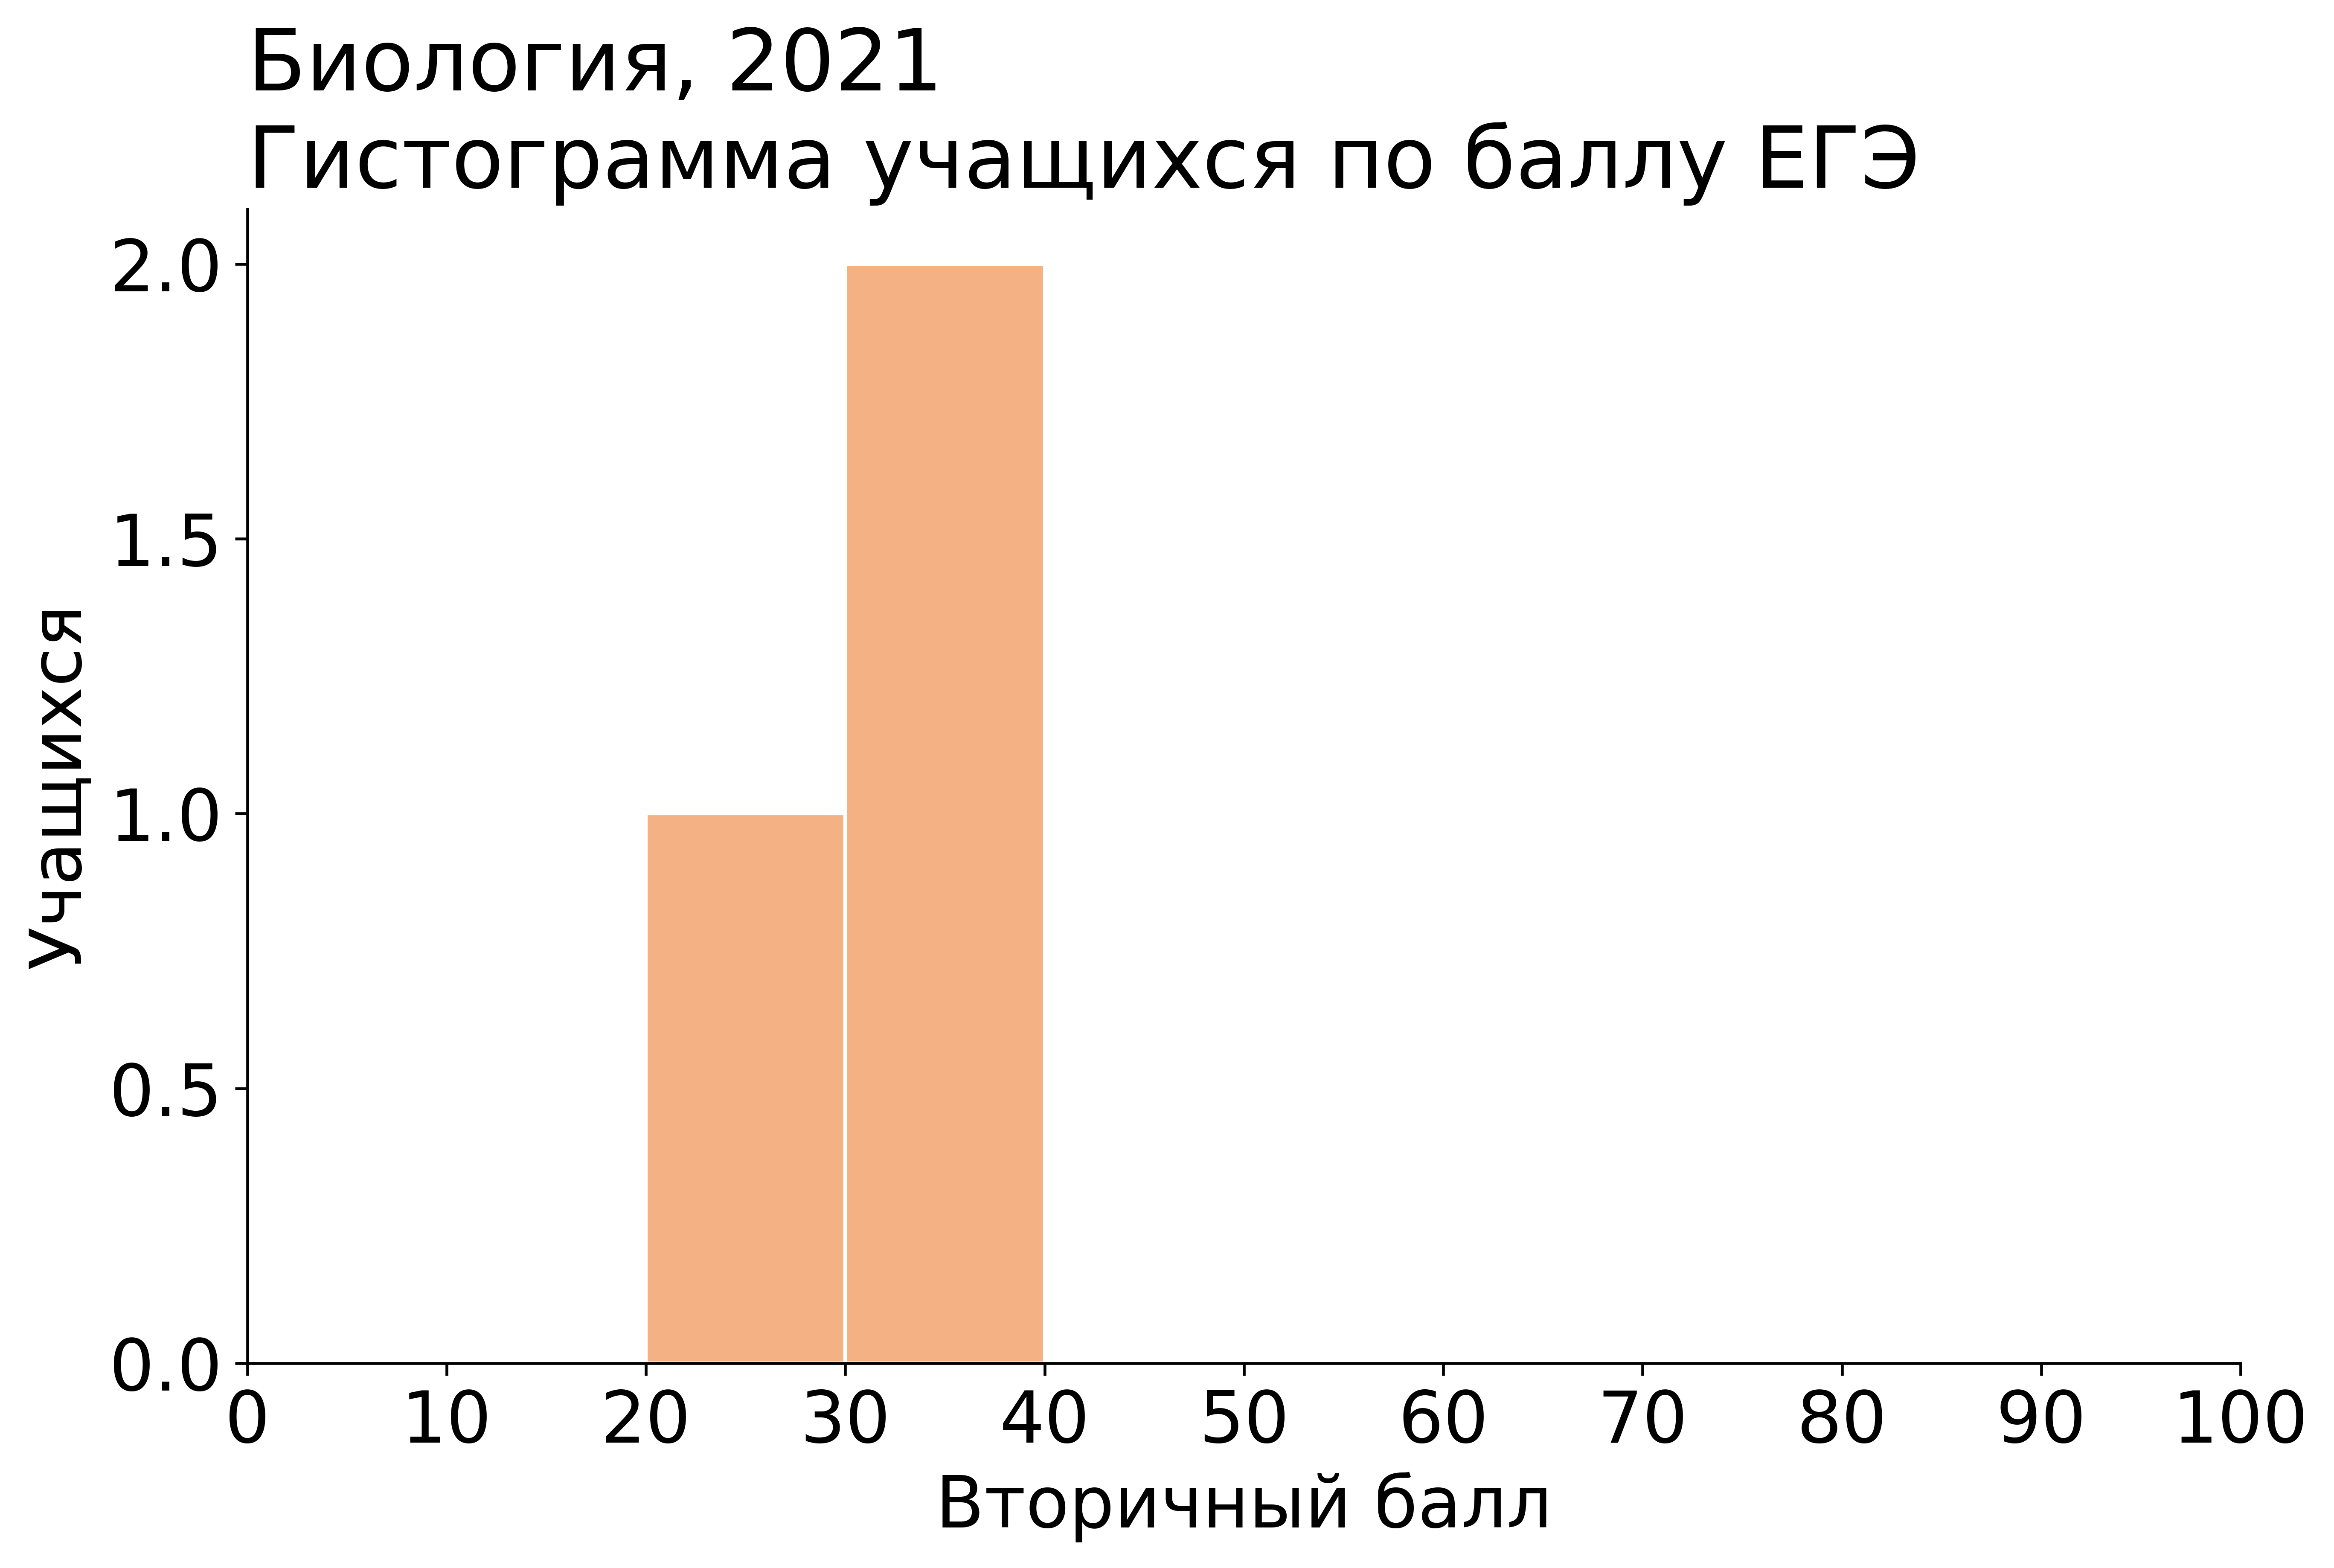 Биология, 2021
Гистограмма учащихся по баллу ЕГЭ
учащихся
2.0
1.5
1.0
0.5
0.0
0 10 20 30 40 50 60 70 80 90 100
Вторичный балл